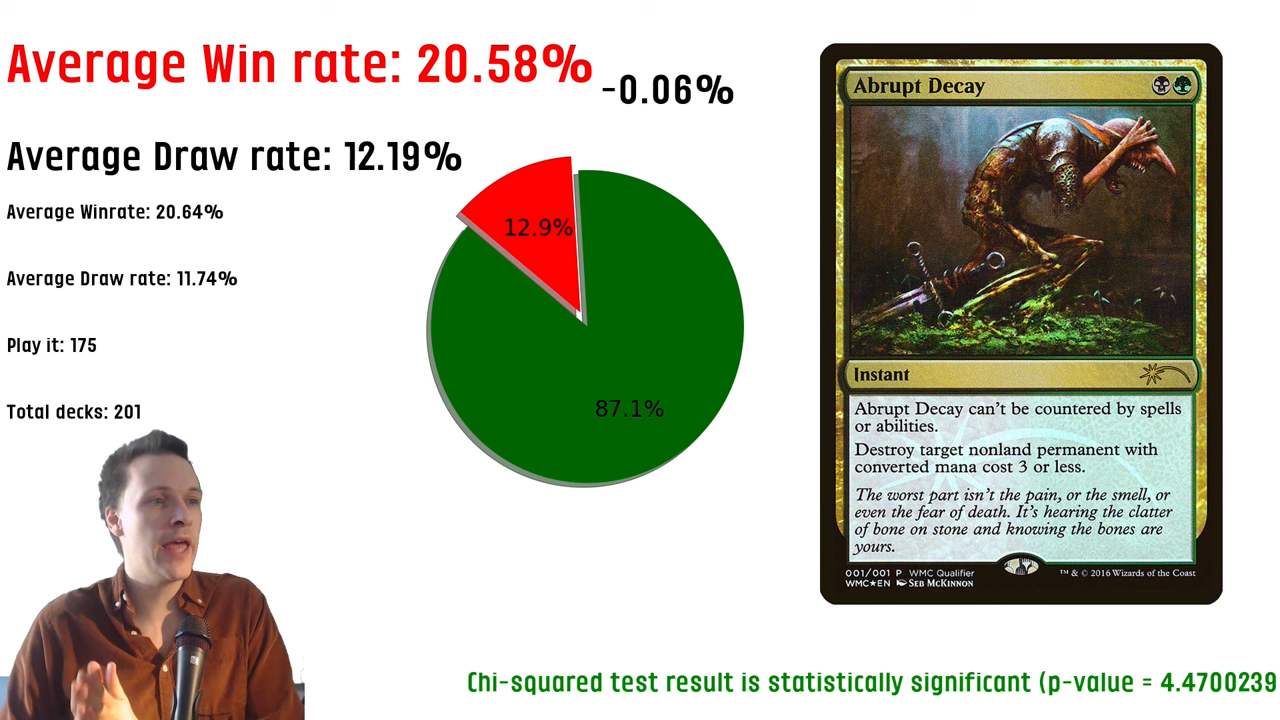 Average Win rate: 20.58%
-0.06%
Average Draw rate: 12.19%
Average Winrate: 20.64%
Average Draw rate: 11.74%
Play it: 175
Total decks: 201
12.9%
87.1%
Abrupt Decay
Instant
Abrupt Decay can't be countered by spells
or abilities.
Destroy target nonland permanent with
converted mana cost 3 or less.
The worst part isn't the pain, or the smell, or
even the fear of death. It's hearing the clatter
of bone on stone and knowing the bones are
yours.
001/001 P WMC Qualifier
WMC★EN Seb McKinnon
™ & © 2016 Wizards of the Coast
Chi-squared test result is statistically significant (p-value = 4.4700239